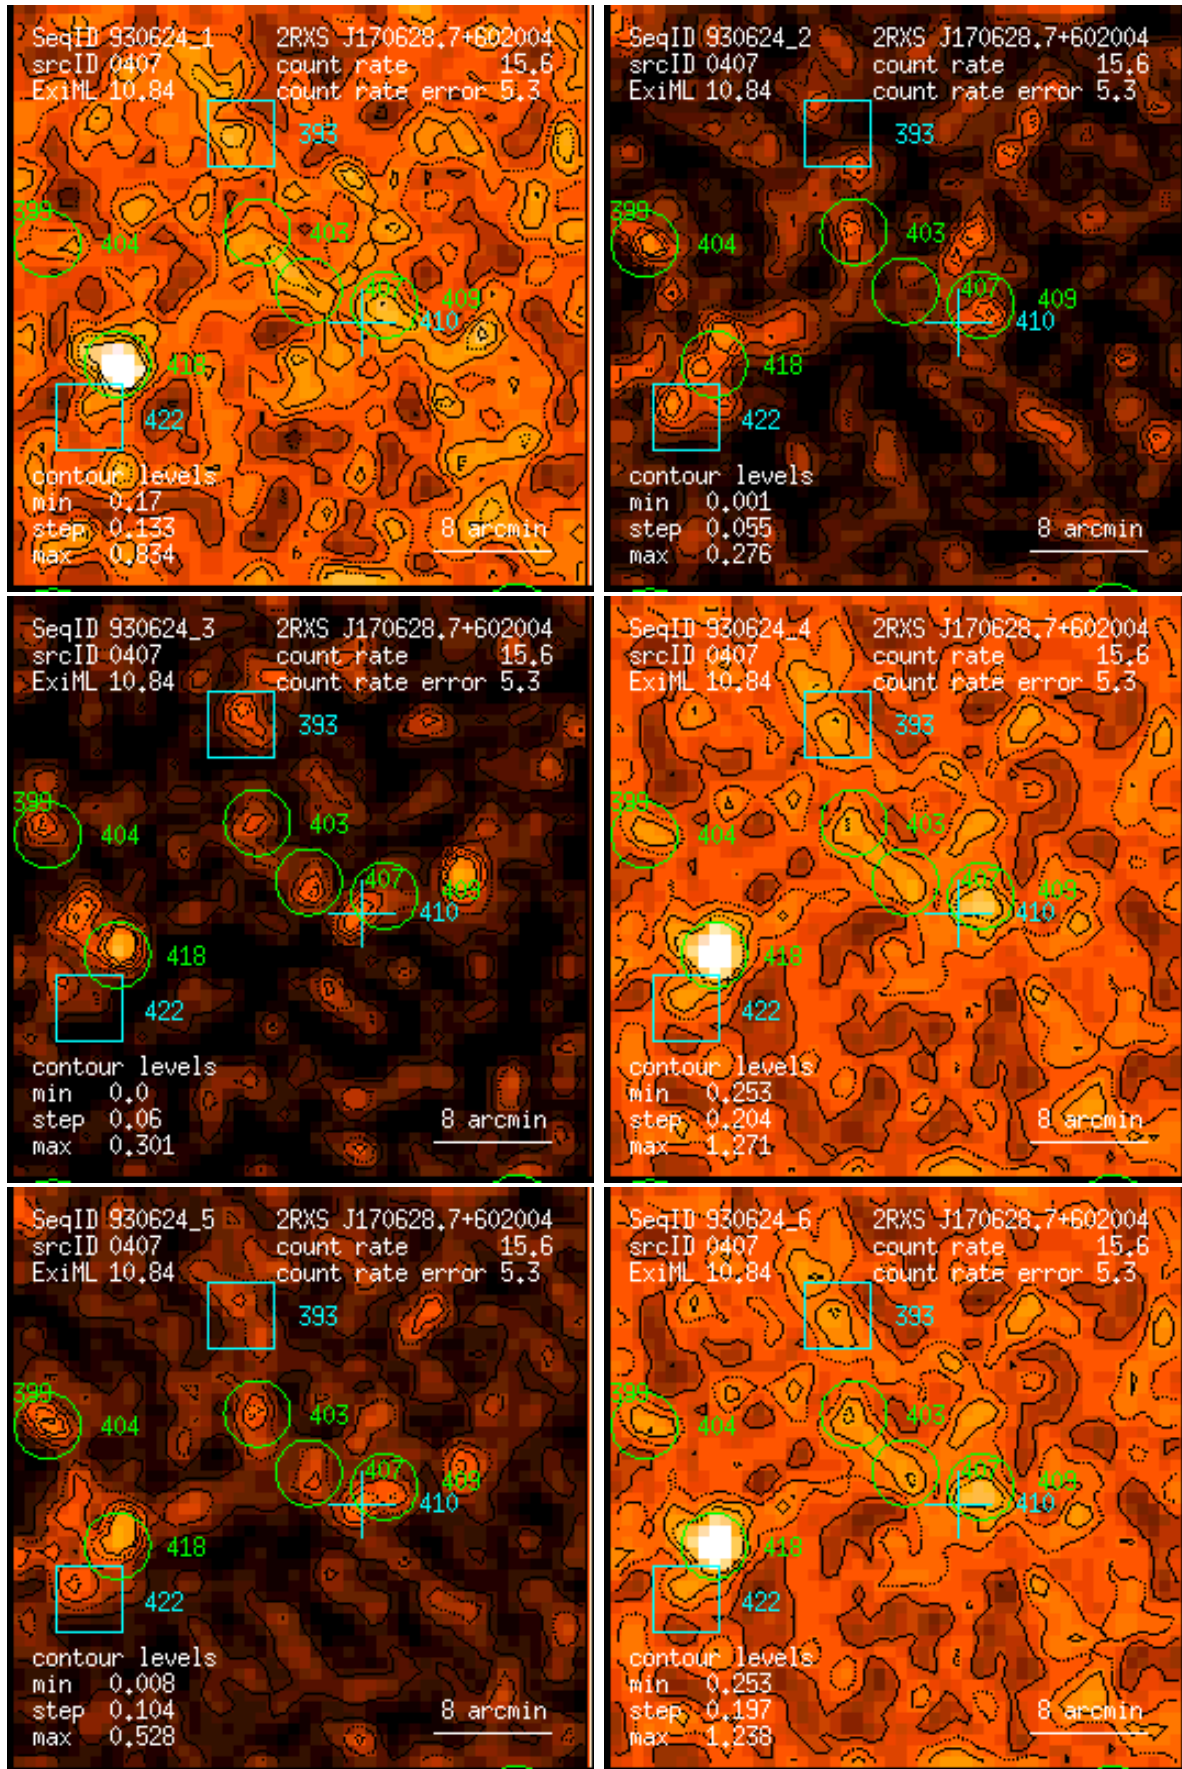 SeqID 930624_1 2RXS J170628.7+602004
srcID 0407 count rate 15.6
ExiML 10.84 count rate error 5.3
393
399
404
403
407
409
410
418
422
contour levels
min 0.17
step 0.133
max 0.834
8 arcmin
SeqID 930624_2 2RXS J170628.7+602004
srcID 0407 count rate 15.6
ExiML 10.84 count rate error 5.3
393
399
404
403
407
409
410
418
422
contour levels
min 0.001
step 0.055
max 0.276
8 arcmin
SeqID 930624_3 2RXS J170628.7+602004
srcID 0407 count rate 15.6
ExiML 10.84 count rate error 5.3
393
399
404
403
407
409
410
418
422
contour levels
min 0.0
step 0.06
max 0.301
8 arcmin
SeqID 930624_4 2RXS J170628.7+602004
srcID 0407 count rate 15.6
ExiML 10.84 count rate error 5.3
393
399
404
403
407
409
410
418
422
contour levels
min 0.253
step 0.204
max 1.271
8 arcmin
SeqID 930624_5 2RXS J170628.7+602004
srcID 0407 count rate 15.6
ExiML 10.84 count rate error 5.3
393
399
404
403
407
409
410
418
422
contour levels
min 0.008
step 0.104
max 0.528
8 arcmin
SeqID 930624_6 2RXS J170628.7+602004
srcID 0407 count rate 15.6
ExiML 10.84 count rate error 5.3
393
399
404
403
407
409
410
418
422
contour levels
min 0.253
step 0.197
max 1.238
8 arcmin